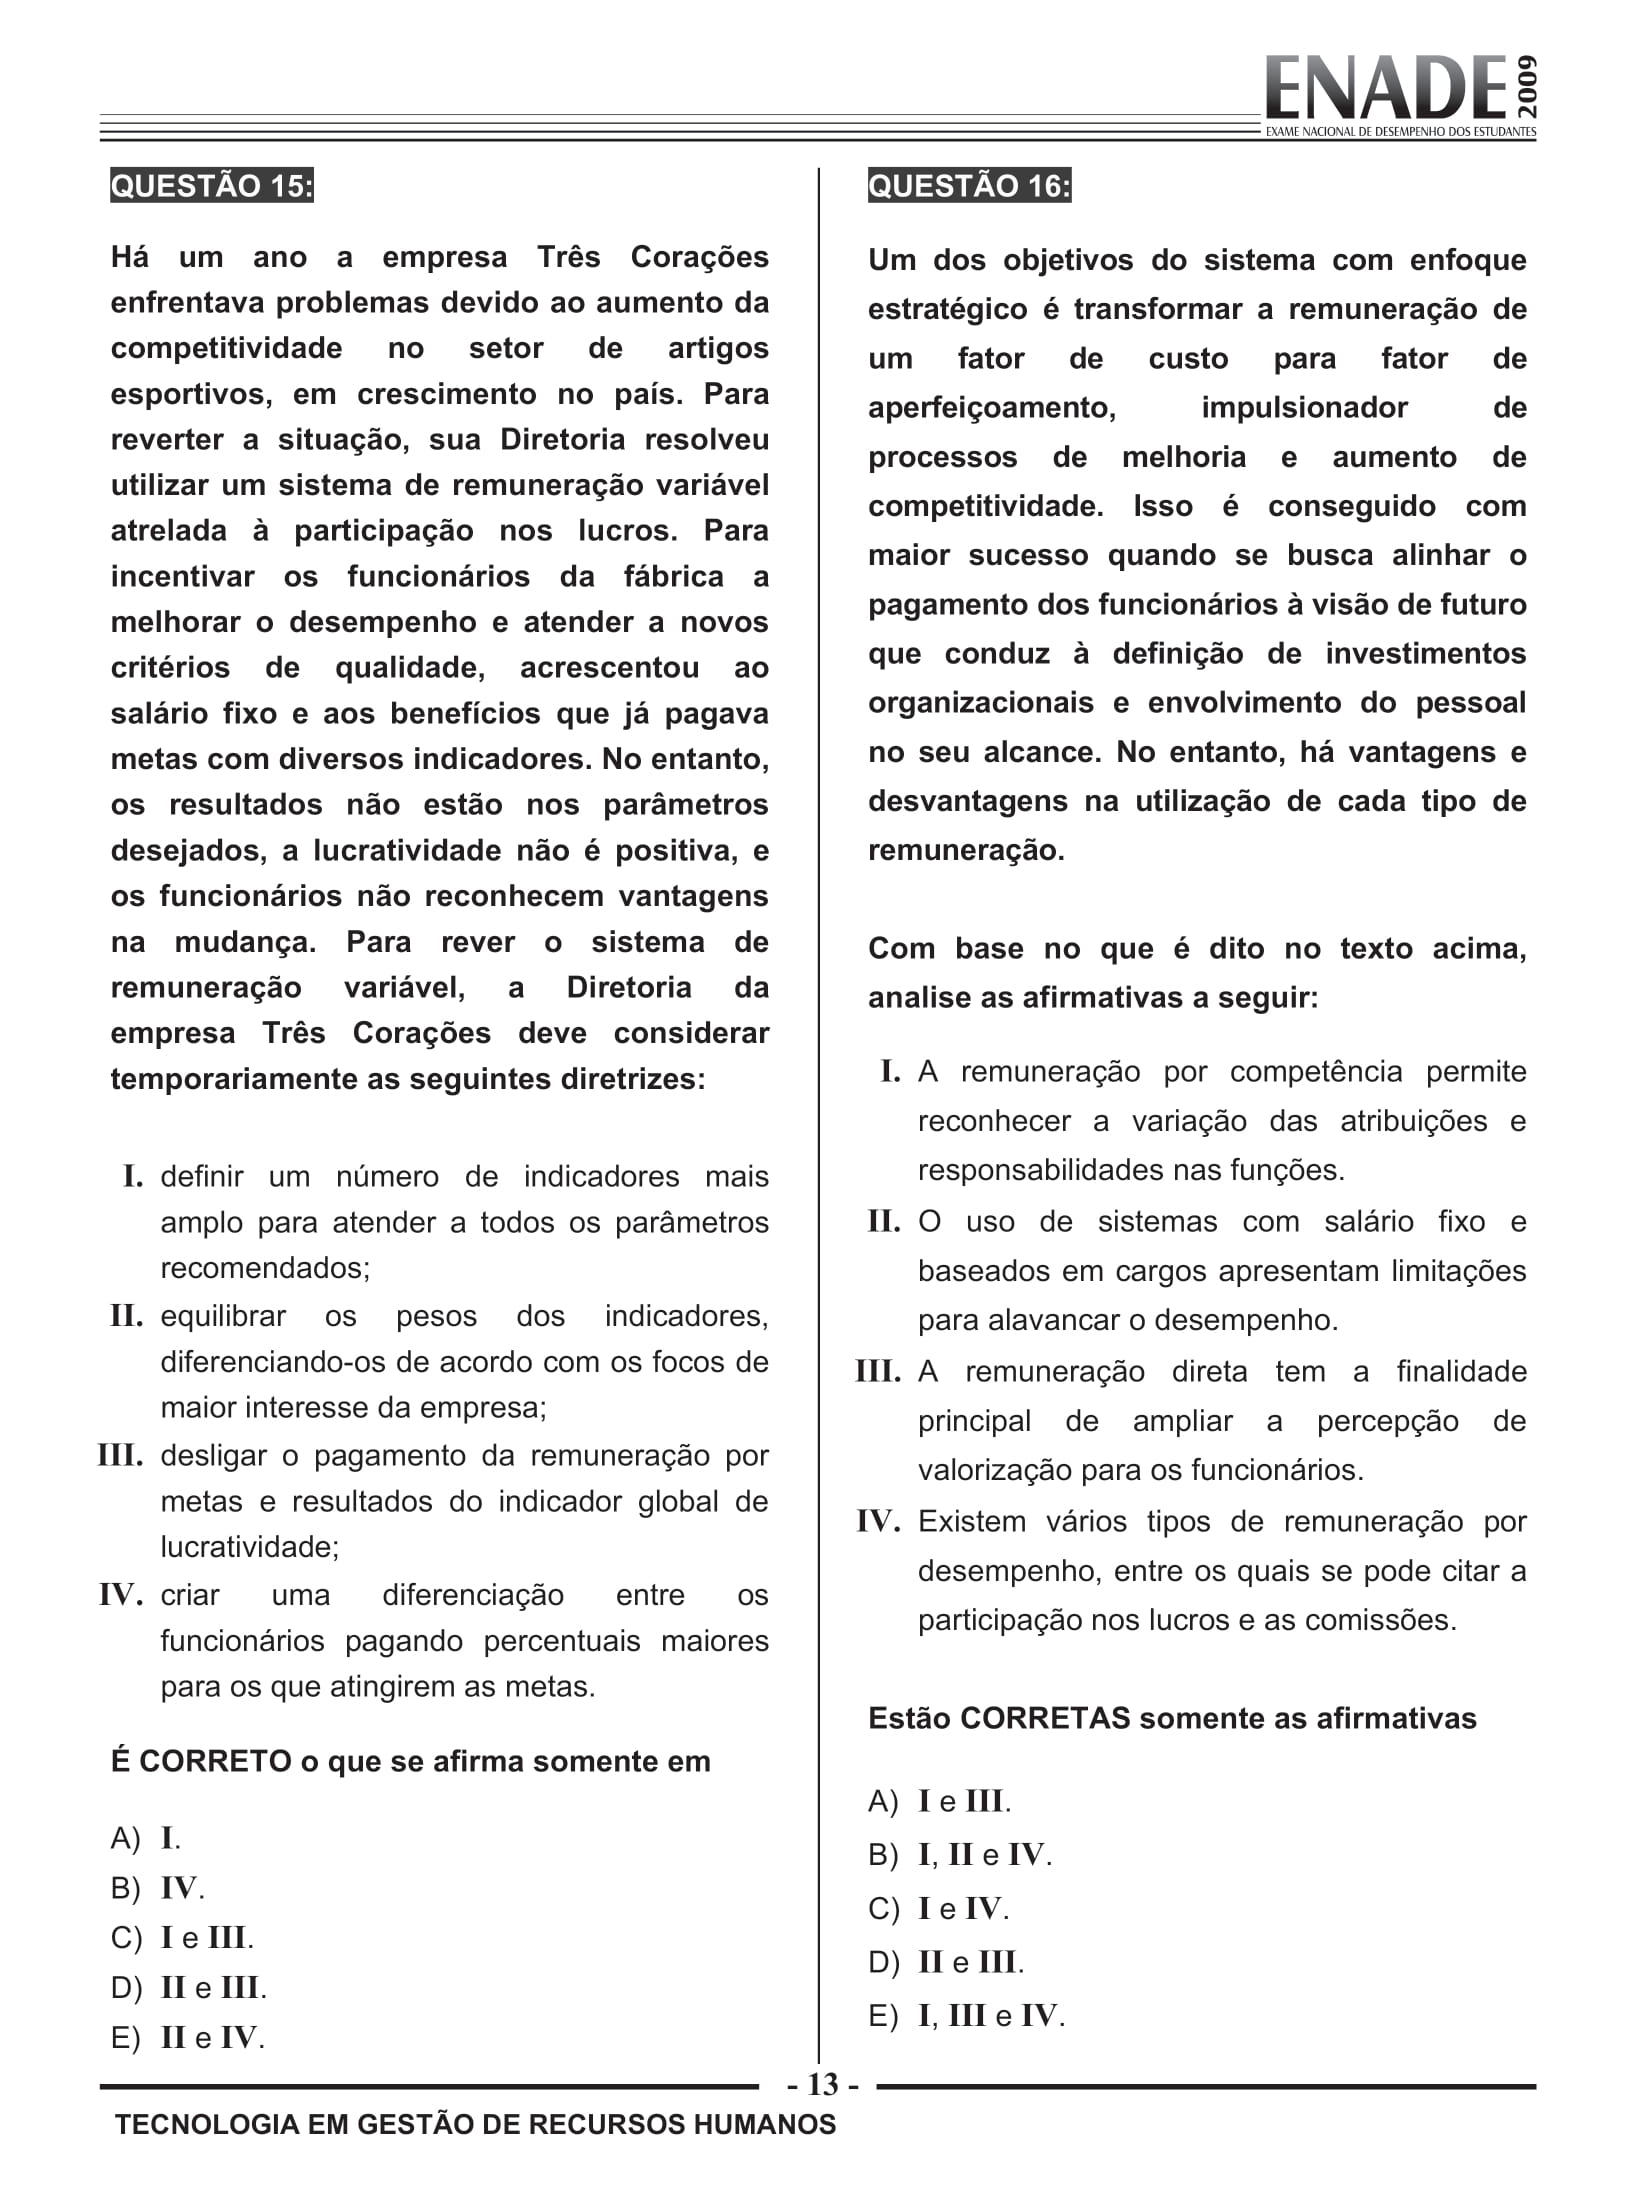 ENADE 2009
EXAME NACIONAL DE DESEMPENHO DOS ESTUDANTES
QUESTÃO 15:
Há um ano a empresa Três Corações
enfrentava problemas devido ao aumento da
competitividade no setor de artigos
esportivos, em crescimento no país. Para
reverter a situação, sua Diretoria resolveu
utilizar um sistema de remuneração variável
atrelada à participação nos lucros. Para
incentivar os funcionários da fábrica a
melhorar o desempenho e atender a novos
critérios de qualidade, acrescentou ao
salário fixo e aos benefícios que já pagava
metas com diversos indicadores. No entanto,
os resultados não estão nos parâmetros
desejados, a lucratividade não é positiva, e
os funcionários não reconhecem vantagens
na mudança. Para rever o sistema de
remuneração variável, a Diretoria da
empresa Três Corações deve considerar
temporariamente as seguintes diretrizes:
I. definir um número de indicadores mais
amplo para atender a todos os parâmetros
recomendados;
II. equilibrar os pesos dos indicadores,
diferenciando-os de acordo com os focos de
maior interesse da empresa;
III. desligar o pagamento da remuneração por
metas e resultados do indicador global de
lucratividade;
IV. criar uma diferenciação entre os
funcionários pagando percentuais maiores
para os que atingirem as metas.
É CORRETO o que se afirma somente em
A) I.
B) IV.
C) I e III.
D) II e III.
E) II e IV.
QUESTÃO 16:
Um dos objetivos do sistema com enfoque
estratégico é transformar a remuneração de
um fator de custo para fator de
aperfeiçoamento, impulsionador de
processos de melhoria e aumento de
competitividade. Isso é conseguido com
maior sucesso quando se busca alinhar o
pagamento dos funcionários à visão de futuro
que conduz à definição de investimentos
organizacionais e envolvimento do pessoal
no seu alcance. No entanto, há vantagens e
desvantagens na utilização de cada tipo de
remuneração.
Com base no que é dito no texto acima,
analise as afirmativas a seguir:
I. A remuneração por competência permite
reconhecer a variação das atribuições e
responsabilidades nas funções.
II. O uso de sistemas com salário fixo e
baseados em cargos apresentam limitações
para alavancar o desempenho.
III. A remuneração direta tem a finalidade
principal de ampliar a percepção de
valorização para os funcionários.
IV. Existem vários tipos de remuneração por
desempenho, entre os quais se pode citar a
participação nos lucros e as comissões.
Estão CORRETAS somente as afirmativas
A) I e III.
B) I, II e IV.
C) I e IV.
D) II e III.
E) I, III e IV.
- 13 -
TECNOLOGIA EM GESTÃO DE RECURSOS HUMANOS